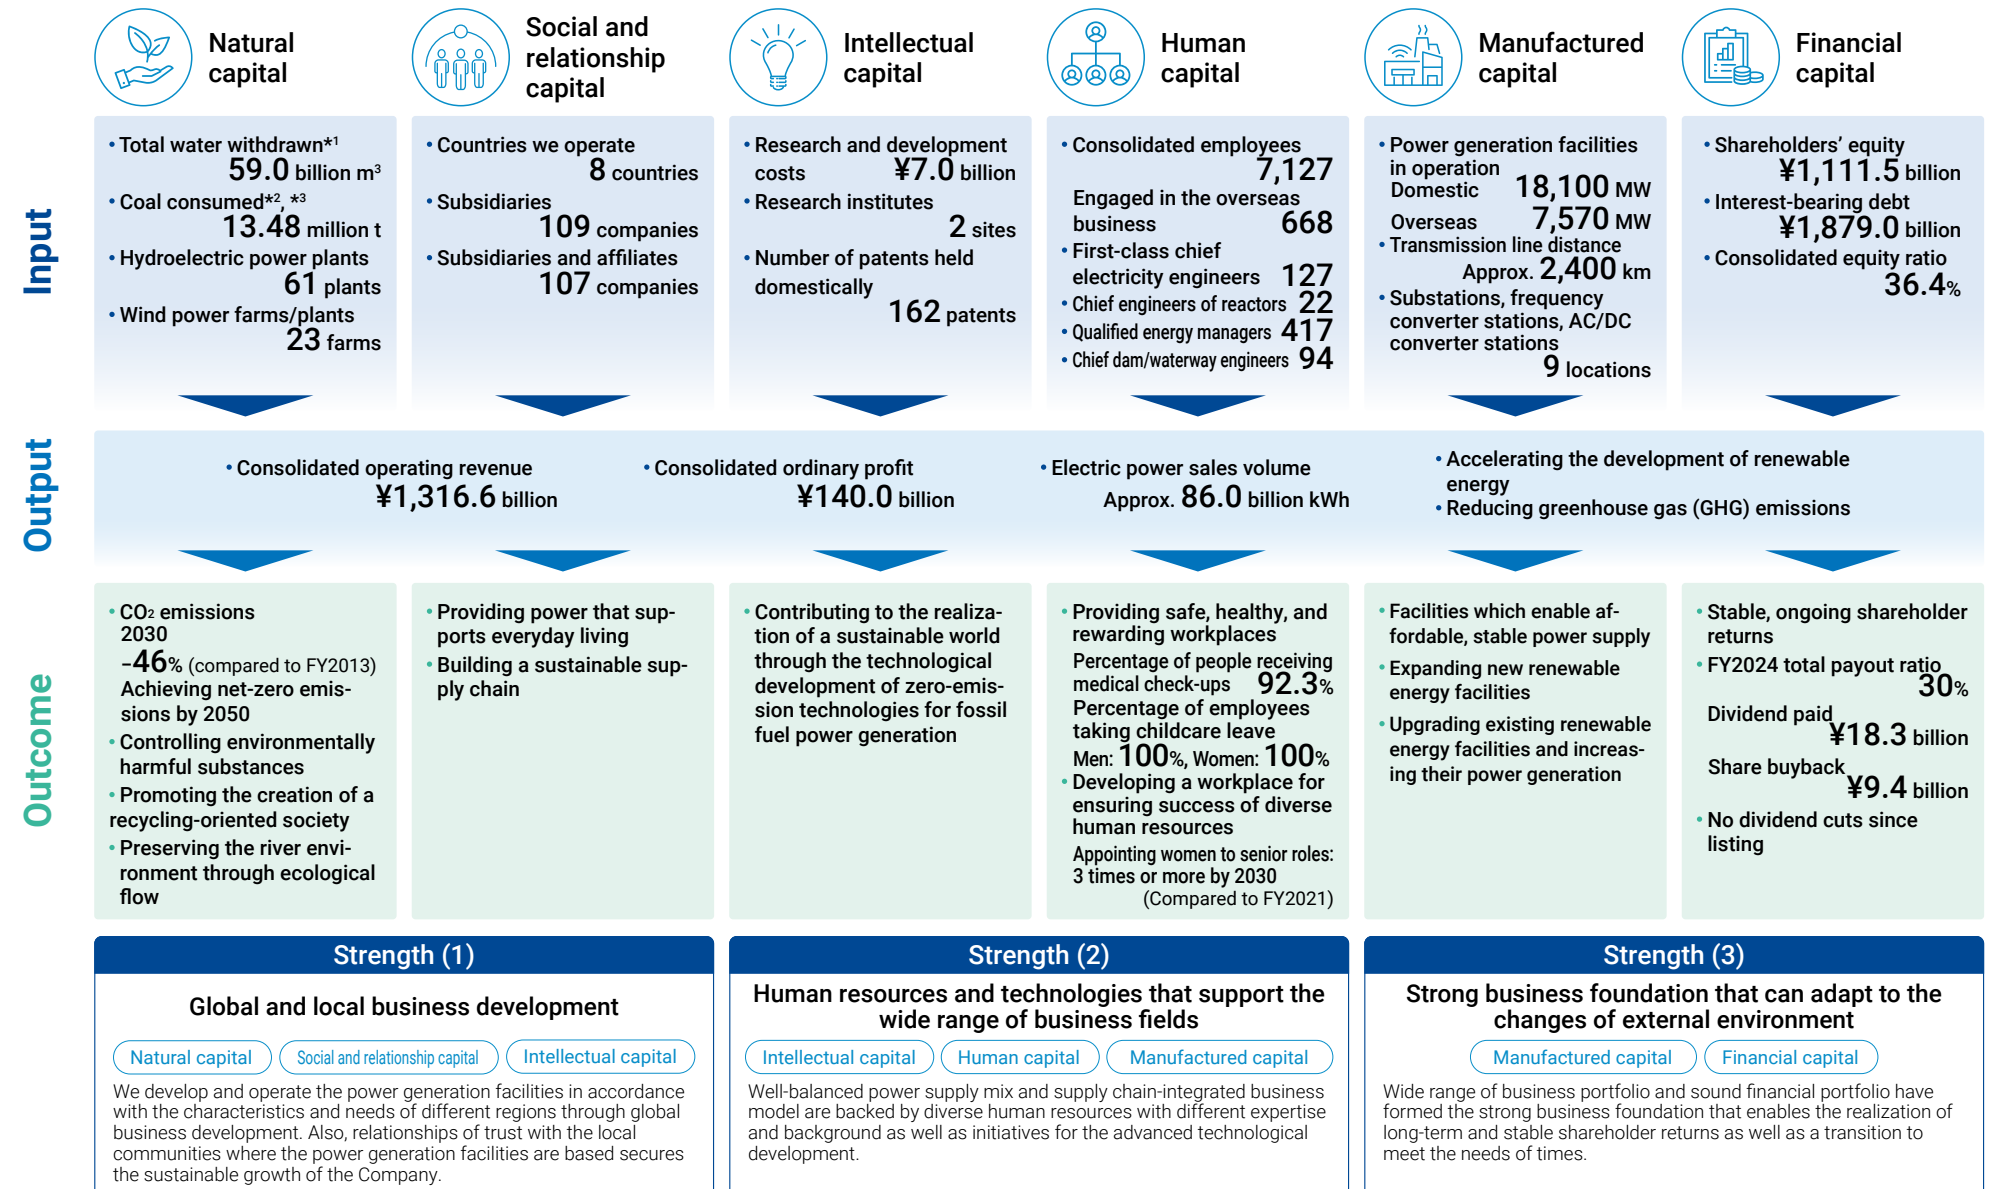 Natural
capital
Social and
relationship
capital
Intellectual
capital
Human
capital
Manufactured
capital
Financial
capital
Input
• Total water withdrawn*1
59.0 billion m3
• Coal consumed*2, *3
13.48 million t
• Hydroelectric power plants
61 plants
• Wind power farms/plants
23 farms
• Countries we operate
8 countries
• Subsidiaries
109 companies
• Subsidiaries and affiliates
107 companies
• Research and development
costs ¥7.0 billion
• Research institutes
2 sites
• Number of patents held
domestically
162 patents
• Consolidated employees
7,127
Engaged in the overseas
business 668
• First-class chief
electricity engineers 127
• Chief engineers of reactors 22
• Qualified energy managers 417
• Chief dam/waterway engineers 94
• Power generation facilities
in operation
Domestic 18,100 MW
Overseas 7,570 MW
• Transmission line distance
Approx. 2,400 km
• Substations, frequency
converter stations, AC/DC
converter stations
9 locations
• Shareholders’ equity
¥1,111.5 billion
• Interest-bearing debt
¥1,879.0 billion
• Consolidated equity ratio
36.4%
Output
• Consolidated operating revenue
¥1,316.6 billion
• Consolidated ordinary profit
¥140.0 billion
• Electric power sales volume
Approx. 86.0 billion kWh
• Accelerating the development of renewable
energy
• Reducing greenhouse gas (GHG) emissions
Outcome
• CO2 emissions
2030
−46% (compared to FY2013)
Achieving net-zero emis-
sions by 2050
• Controlling environmentally
harmful substances
• Promoting the creation of a
recycling-oriented society
• Preserving the river envi-
ronment through ecological
flow
• Providing power that sup-
ports everyday living
• Building a sustainable sup-
ply chain
• Contributing to the realiza-
tion of a sustainable world
through the technological
development of zero-emis-
sion technologies for fossil
fuel power generation
• Providing safe, healthy, and
rewarding workplaces
Percentage of people receiving
medical check-ups 92.3%
Percentage of employees
taking childcare leave
Men: 100%, Women: 100%
• Developing a workplace for
ensuring success of diverse
human resources
Appointing women to senior roles:
3 times or more by 2030
(Compared to FY2021)
• Facilities which enable af-
fordable, stable power supply
• Expanding new renewable
energy facilities
• Upgrading existing renewable
energy facilities and increas-
ing their power generation
• Stable, ongoing shareholder
returns
• FY2024 total payout ratio
30%
Dividend paid
¥18.3 billion
Share buyback
¥9.4 billion
• No dividend cuts since
listing
Strength (1)
Global and local business development
Natural capital
Social and relationship capital
Intellectual capital
We develop and operate the power generation facilities in accordance
with the characteristics and needs of different regions through global
business development. Also, relationships of trust with the local
communities where the power generation facilities are based secures
the sustainable growth of the Company.
Strength (2)
Human resources and technologies that support the
wide range of business fields
Intellectual capital
Human capital
Manufactured capital
Well-balanced power supply mix and supply chain-integrated business
model are backed by diverse human resources with different expertise
and background as well as initiatives for the advanced technological
development.
Strength (3)
Strong business foundation that can adapt to the
changes of external environment
Manufactured capital
Financial capital
Wide range of business portfolio and sound financial portfolio have
formed the strong business foundation that enables the realization of
long-term and stable shareholder returns as well as a transition to
meet the needs of times.